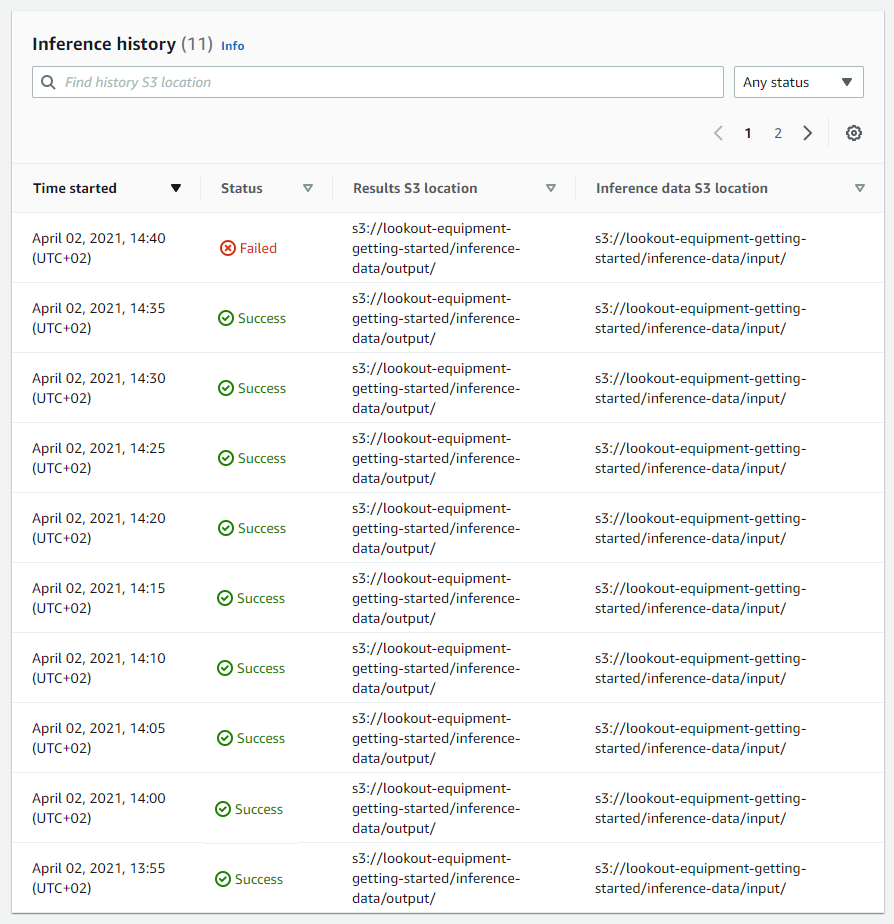 Inference history (11) Info
Find history S3 location
Any status
1 2
Time started Status Results S3 location Inference data S3 location
April 02, 2021, 14:40 (UTC+02) Failed s3://lookout-equipment-getting-started/inference-data/output/ s3://lookout-equipment-getting-started/inference-data/input/
April 02, 2021, 14:35 (UTC+02) Success s3://lookout-equipment-getting-started/inference-data/output/ s3://lookout-equipment-getting-started/inference-data/input/
April 02, 2021, 14:30 (UTC+02) Success s3://lookout-equipment-getting-started/inference-data/output/ s3://lookout-equipment-getting-started/inference-data/input/
April 02, 2021, 14:25 (UTC+02) Success s3://lookout-equipment-getting-started/inference-data/output/ s3://lookout-equipment-getting-started/inference-data/input/
April 02, 2021, 14:20 (UTC+02) Success s3://lookout-equipment-getting-started/inference-data/output/ s3://lookout-equipment-getting-started/inference-data/input/
April 02, 2021, 14:15 (UTC+02) Success s3://lookout-equipment-getting-started/inference-data/output/ s3://lookout-equipment-getting-started/inference-data/input/
April 02, 2021, 14:10 (UTC+02) Success s3://lookout-equipment-getting-started/inference-data/output/ s3://lookout-equipment-getting-started/inference-data/input/
April 02, 2021, 14:05 (UTC+02) Success s3://lookout-equipment-getting-started/inference-data/output/ s3://lookout-equipment-getting-started/inference-data/input/
April 02, 2021, 14:00 (UTC+02) Success s3://lookout-equipment-getting-started/inference-data/output/ s3://lookout-equipment-getting-started/inference-data/input/
April 02, 2021, 13:55 (UTC+02) Success s3://lookout-equipment-getting-started/inference-data/output/ s3://lookout-equipment-getting-started/inference-data/input/